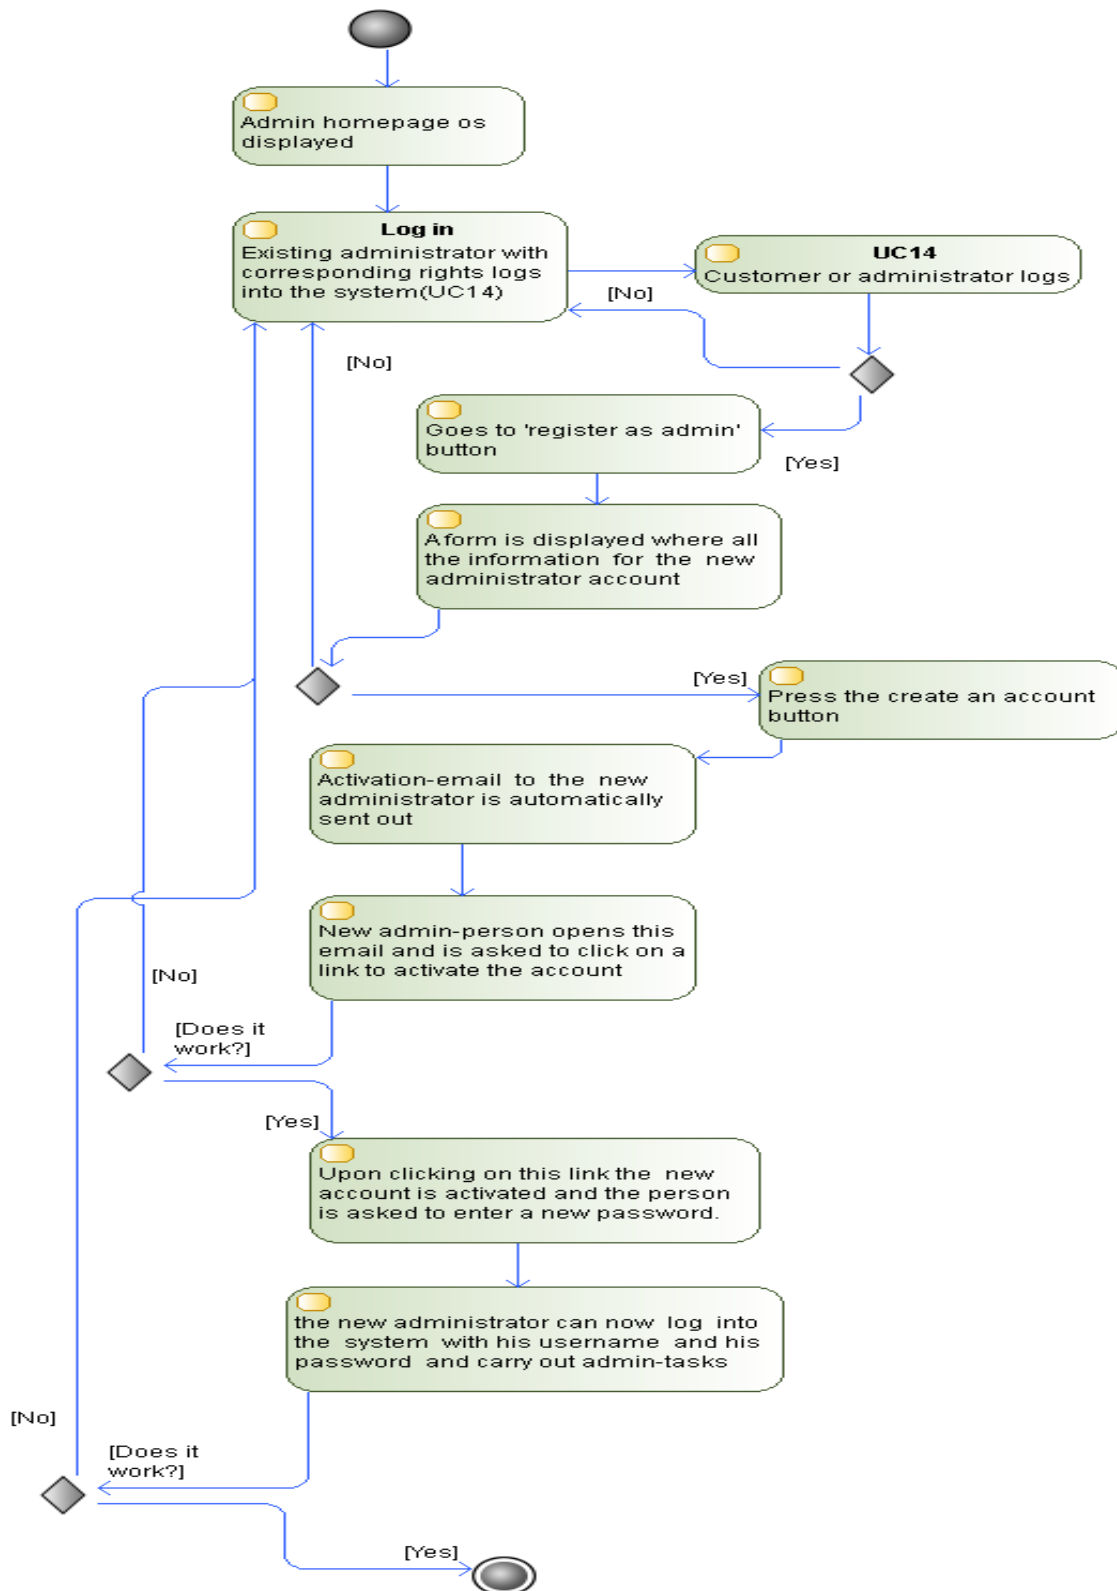 Admin homepage os
displayed
Log in
Existing administrator with
corresponding rights logs
into the system(UC14)
UC14
Customer or administrator logs
[No]
[No]
Goes to 'register as admin'
button
[Yes]
A form is displayed where all
the information for the new
administrator account
[Yes]
Press the create an account
button
Activation-email to the new
administrator is automatically
sent out
New admin-person opens this
email and is asked to click on a
link to activate the account
[No]
[Does it
work?]
[Yes]
Upon clicking on this link the new
account is activated and the person
is asked to enter a new password.
the new administrator can now log into
the system with his username and his
password and carry out admin-tasks
[No]
[Does it
work?]
[Yes]